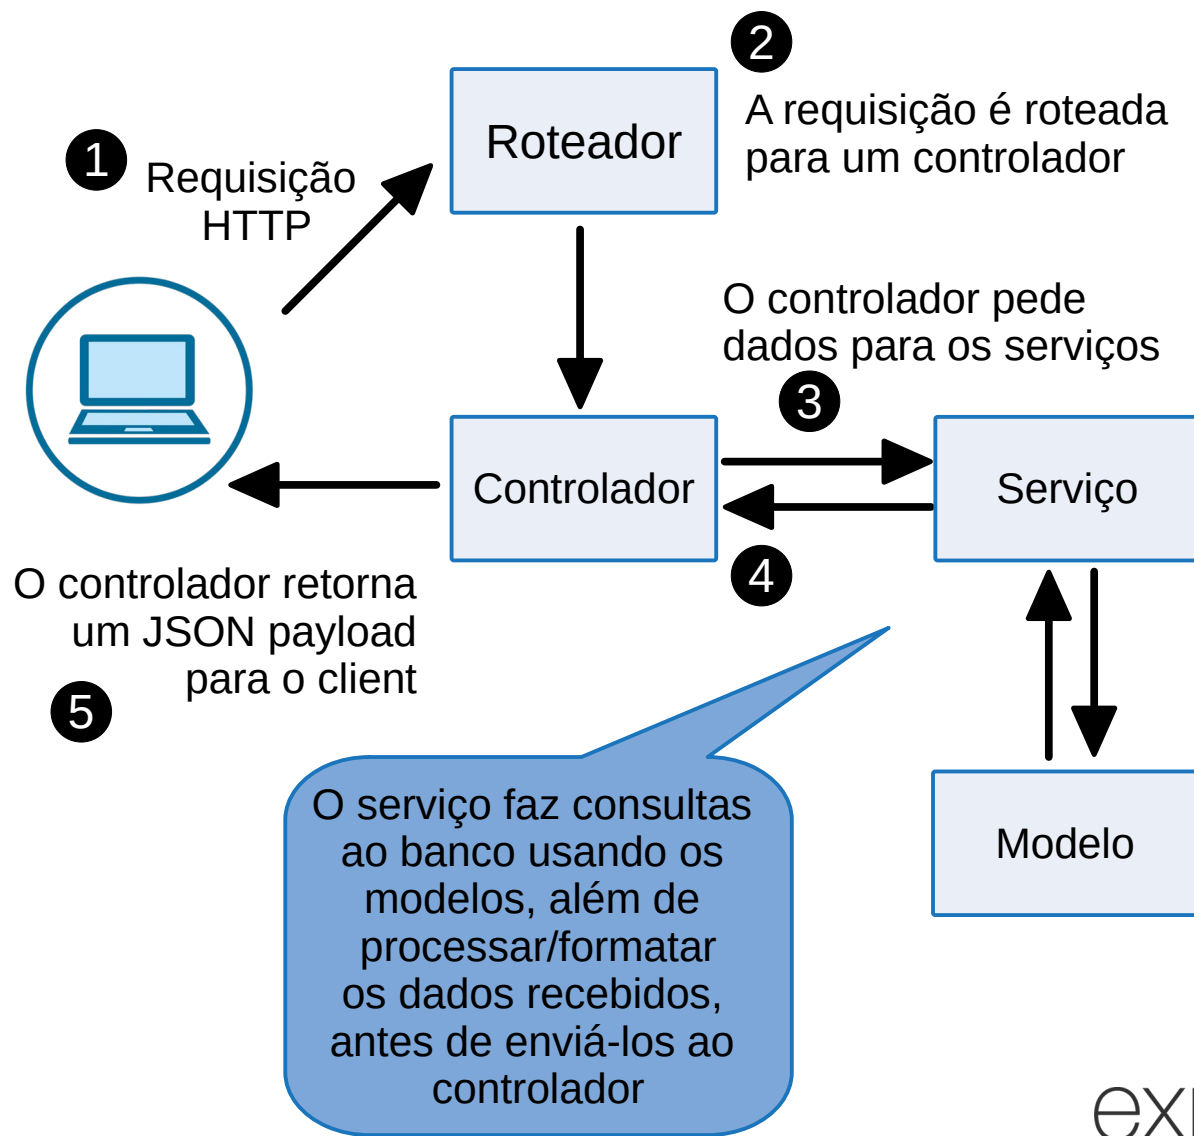 2
Roteador
A requisição é roteada
para um controlador
1
Requisição
HTTP
O controlador pede
dados para os serviços
3
Controlador
Serviço
4
O controlador retorna
um JSON payload
para o client
5
O serviço faz consultas
ao banco usando os
modelos, além de
processar/formatar
os dados recebidos,
antes de enviá-los ao
controlador
Modelo